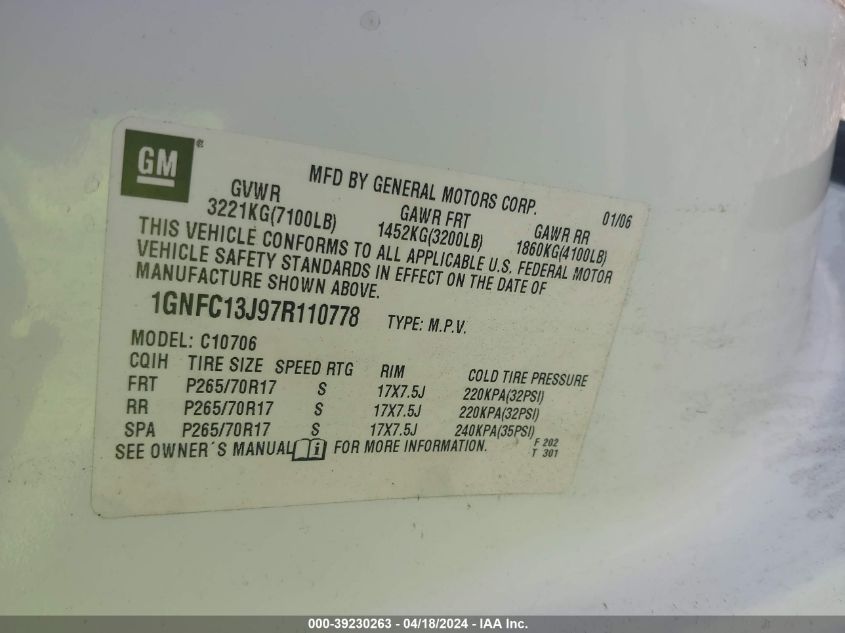 GM®
MFD BY GENERAL MOTORS CORP. 01/06
GVWR GAWR FRT GAWR RR
3221KG(7100LB) 1452KG(3200LB) 1860KG(4100LB)
THIS VEHICLE CONFORMS TO ALL APPLICABLE U.S. FEDERAL MOTOR
VEHICLE SAFETY STANDARDS IN EFFECT ON THE DATE OF
MANUFACTURE SHOWN ABOVE.
1GNFC13J97R110778 TYPE: M.P.V.
MODEL: C10706
CQIH TIRE SIZE SPEED RTG RIM COLD TIRE PRESSURE
FRT P265/70R17 S 17X7.5J 220KPA(32PSI)
RR P265/70R17 S 17X7.5J 220KPA(32PSI)
SPA P265/70R17 S 17X7.5J 240KPA(35PSI)
SEE OWNER´S MANUAL i FOR MORE INFORMATION. F 202
T 301
000-39230263 - 04/18/2024 - IAA Inc.